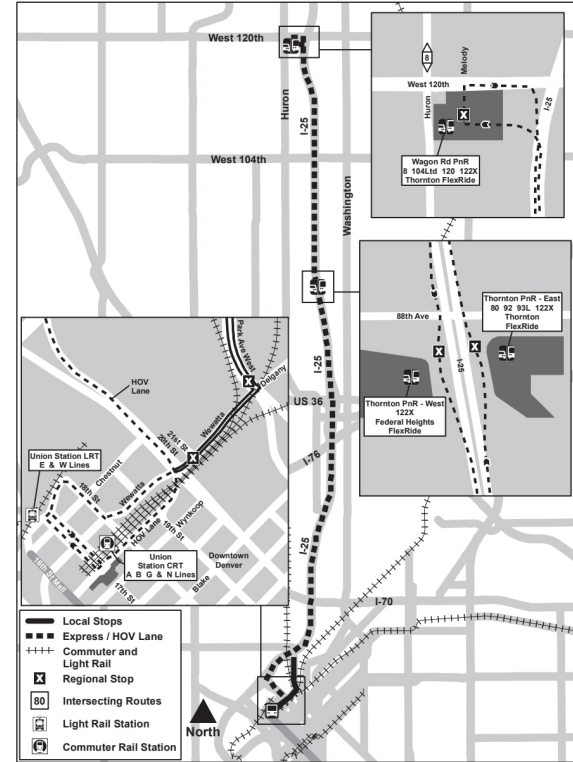 West 120th
Huron
I-25
West 104th
Washington
I-25
US 36
I-76
I-25
I-70
8
Melody
West 120th
Huron
I-25
X
Wagon Rd PnR
8 104Ltd 120 122X
Thornton FlexRide
Thornton PnR - East
80 92 93L 122X
Thornton
FlexRide
88th Ave
X
X
I-25
Thornton PnR - West
122X
Federal Heights
FlexRide
Park Ave West
HOV
Lane
X
Delgany
Wewatta
21st St
20th St
X
Union Station LRT
E & W Lines
Chestnut
18th St
Wewatta
HOV Lane
19th St
Wynkoop
Union
Station CRT
A B G & N Lines
Downtown
Denver
16th St Mall
17th St
Blake
Local Stops
Express / HOV Lane
Commuter and
Light Rail
X Regional Stop
80 Intersecting Routes
Light Rail Station
Commuter Rail Station
North